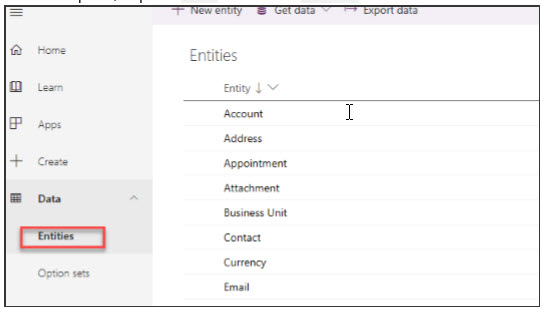 + New entity Get data Export data
Home
Learn
Apps
Create
Data
Entities
Option sets
Entities
Entity
Account
Address
Appointment
Attachment
Business Unit
Contact
Currency
Email